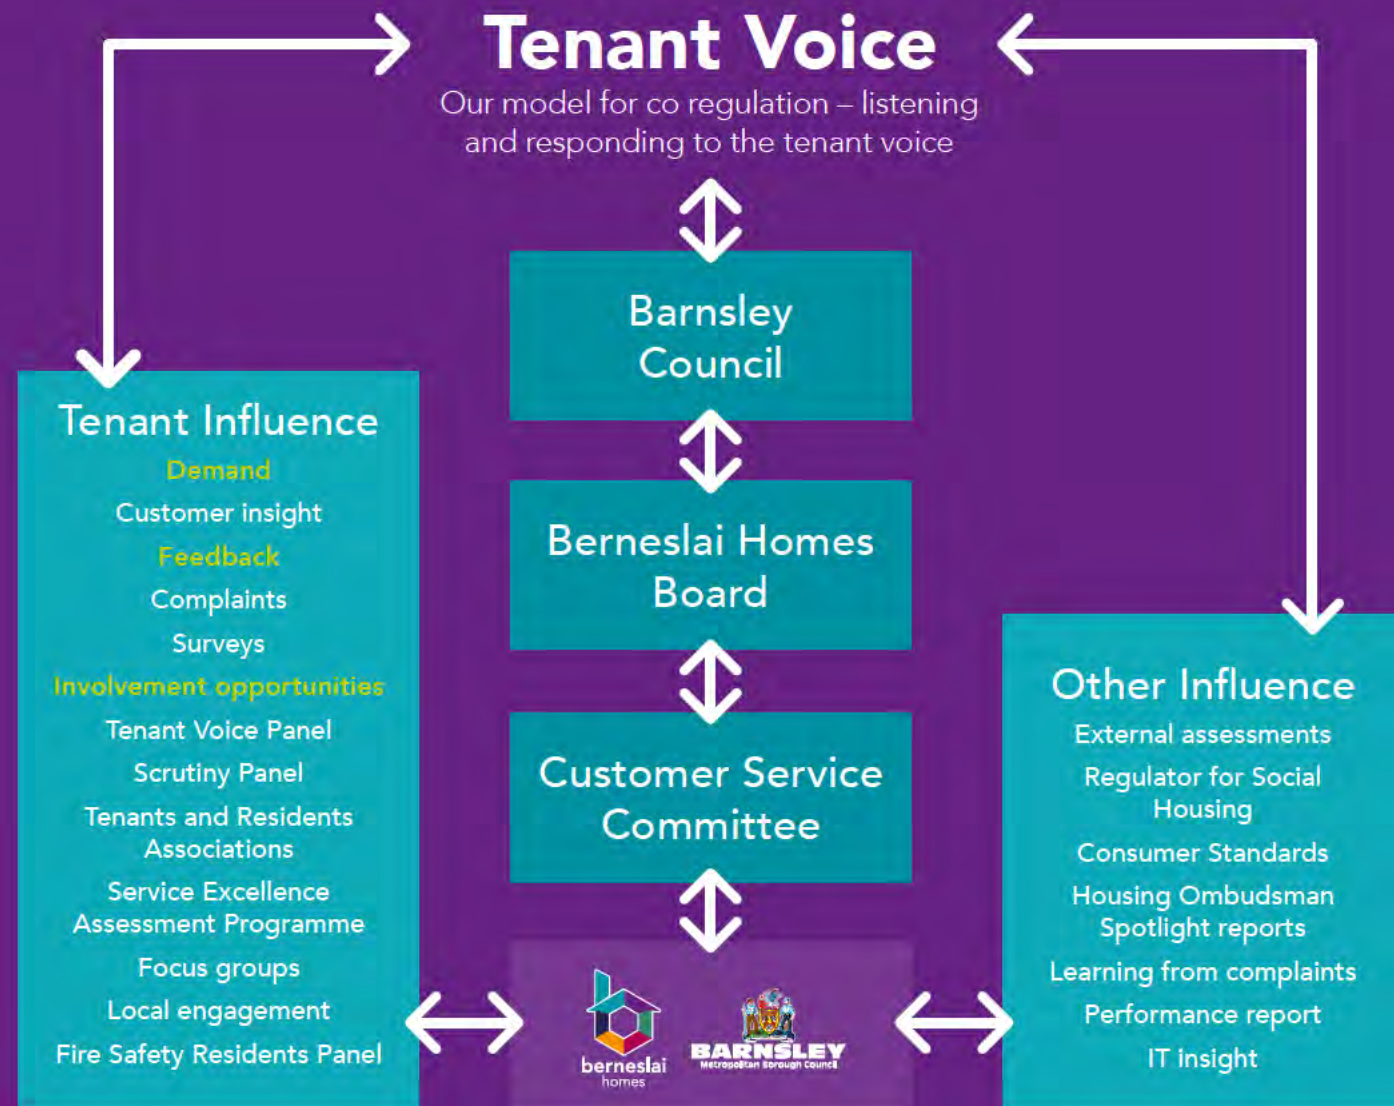 Tenant Voice
Our model for co regulation – listening
and responding to the tenant voice
Barnsley
Council
Berneslai Homes
Board
Customer Service
Committee
Tenant Influence
Demand
Customer insight
Feedback
Complaints
Surveys
Involvement opportunities
Tenant Voice Panel
Scrutiny Panel
Tenants and Residents
Associations
Service Excellence
Assessment Programme
Focus groups
Local engagement
Fire Safety Residents Panel
Other Influence
External assessments
Regulator for Social
Housing
Consumer Standards
Housing Ombudsman
Spotlight reports
Learning from complaints
Performance report
IT insight
berneslai
homes
BARNSLEY
Metropolitan Borough Council